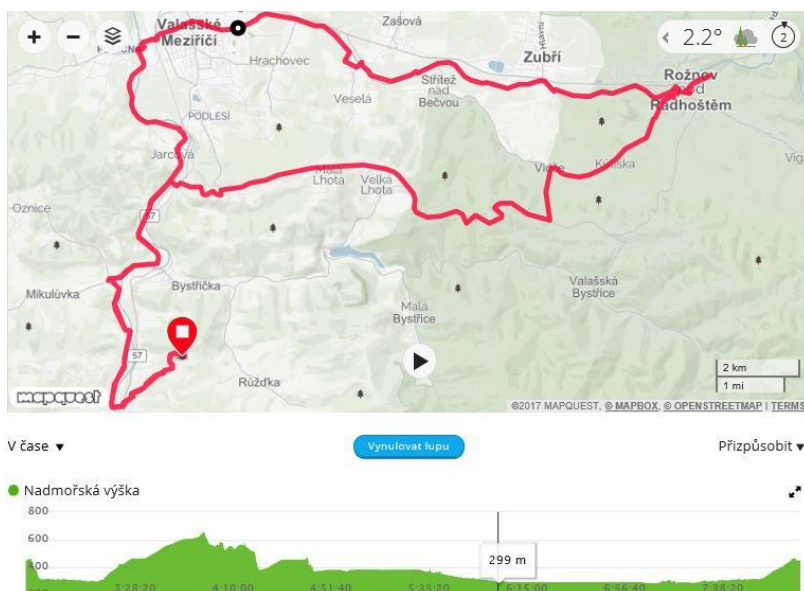 + −
Valašské
Meziříčí
Zašová
Hrachovec
Zubří
2.2°
2
Hlavní
Rožnov
pod
Radhoštěm
Střítež
nad
Bečvou
Veselá
PODLESÍ
Jarcová
Malá
Lhota
Velká
Lhota
Vidče
Oznice
57
Bystřička
Valašská
Bystřice
Mikulůvka
Malá
Bystřice
57
Růžďka
2 km
1 mi
mapquest
©2017 MAPQUEST, © MAPBOX, © OPENSTREETMAP | TERMS
V čase
Vynulovat lupu
Přizpůsobit
Nadmořská výška
800
600
400
299 m
3:28:20 4:10:00 4:51:40 5:33:20 6:15:00 6:56:40 7:38:20